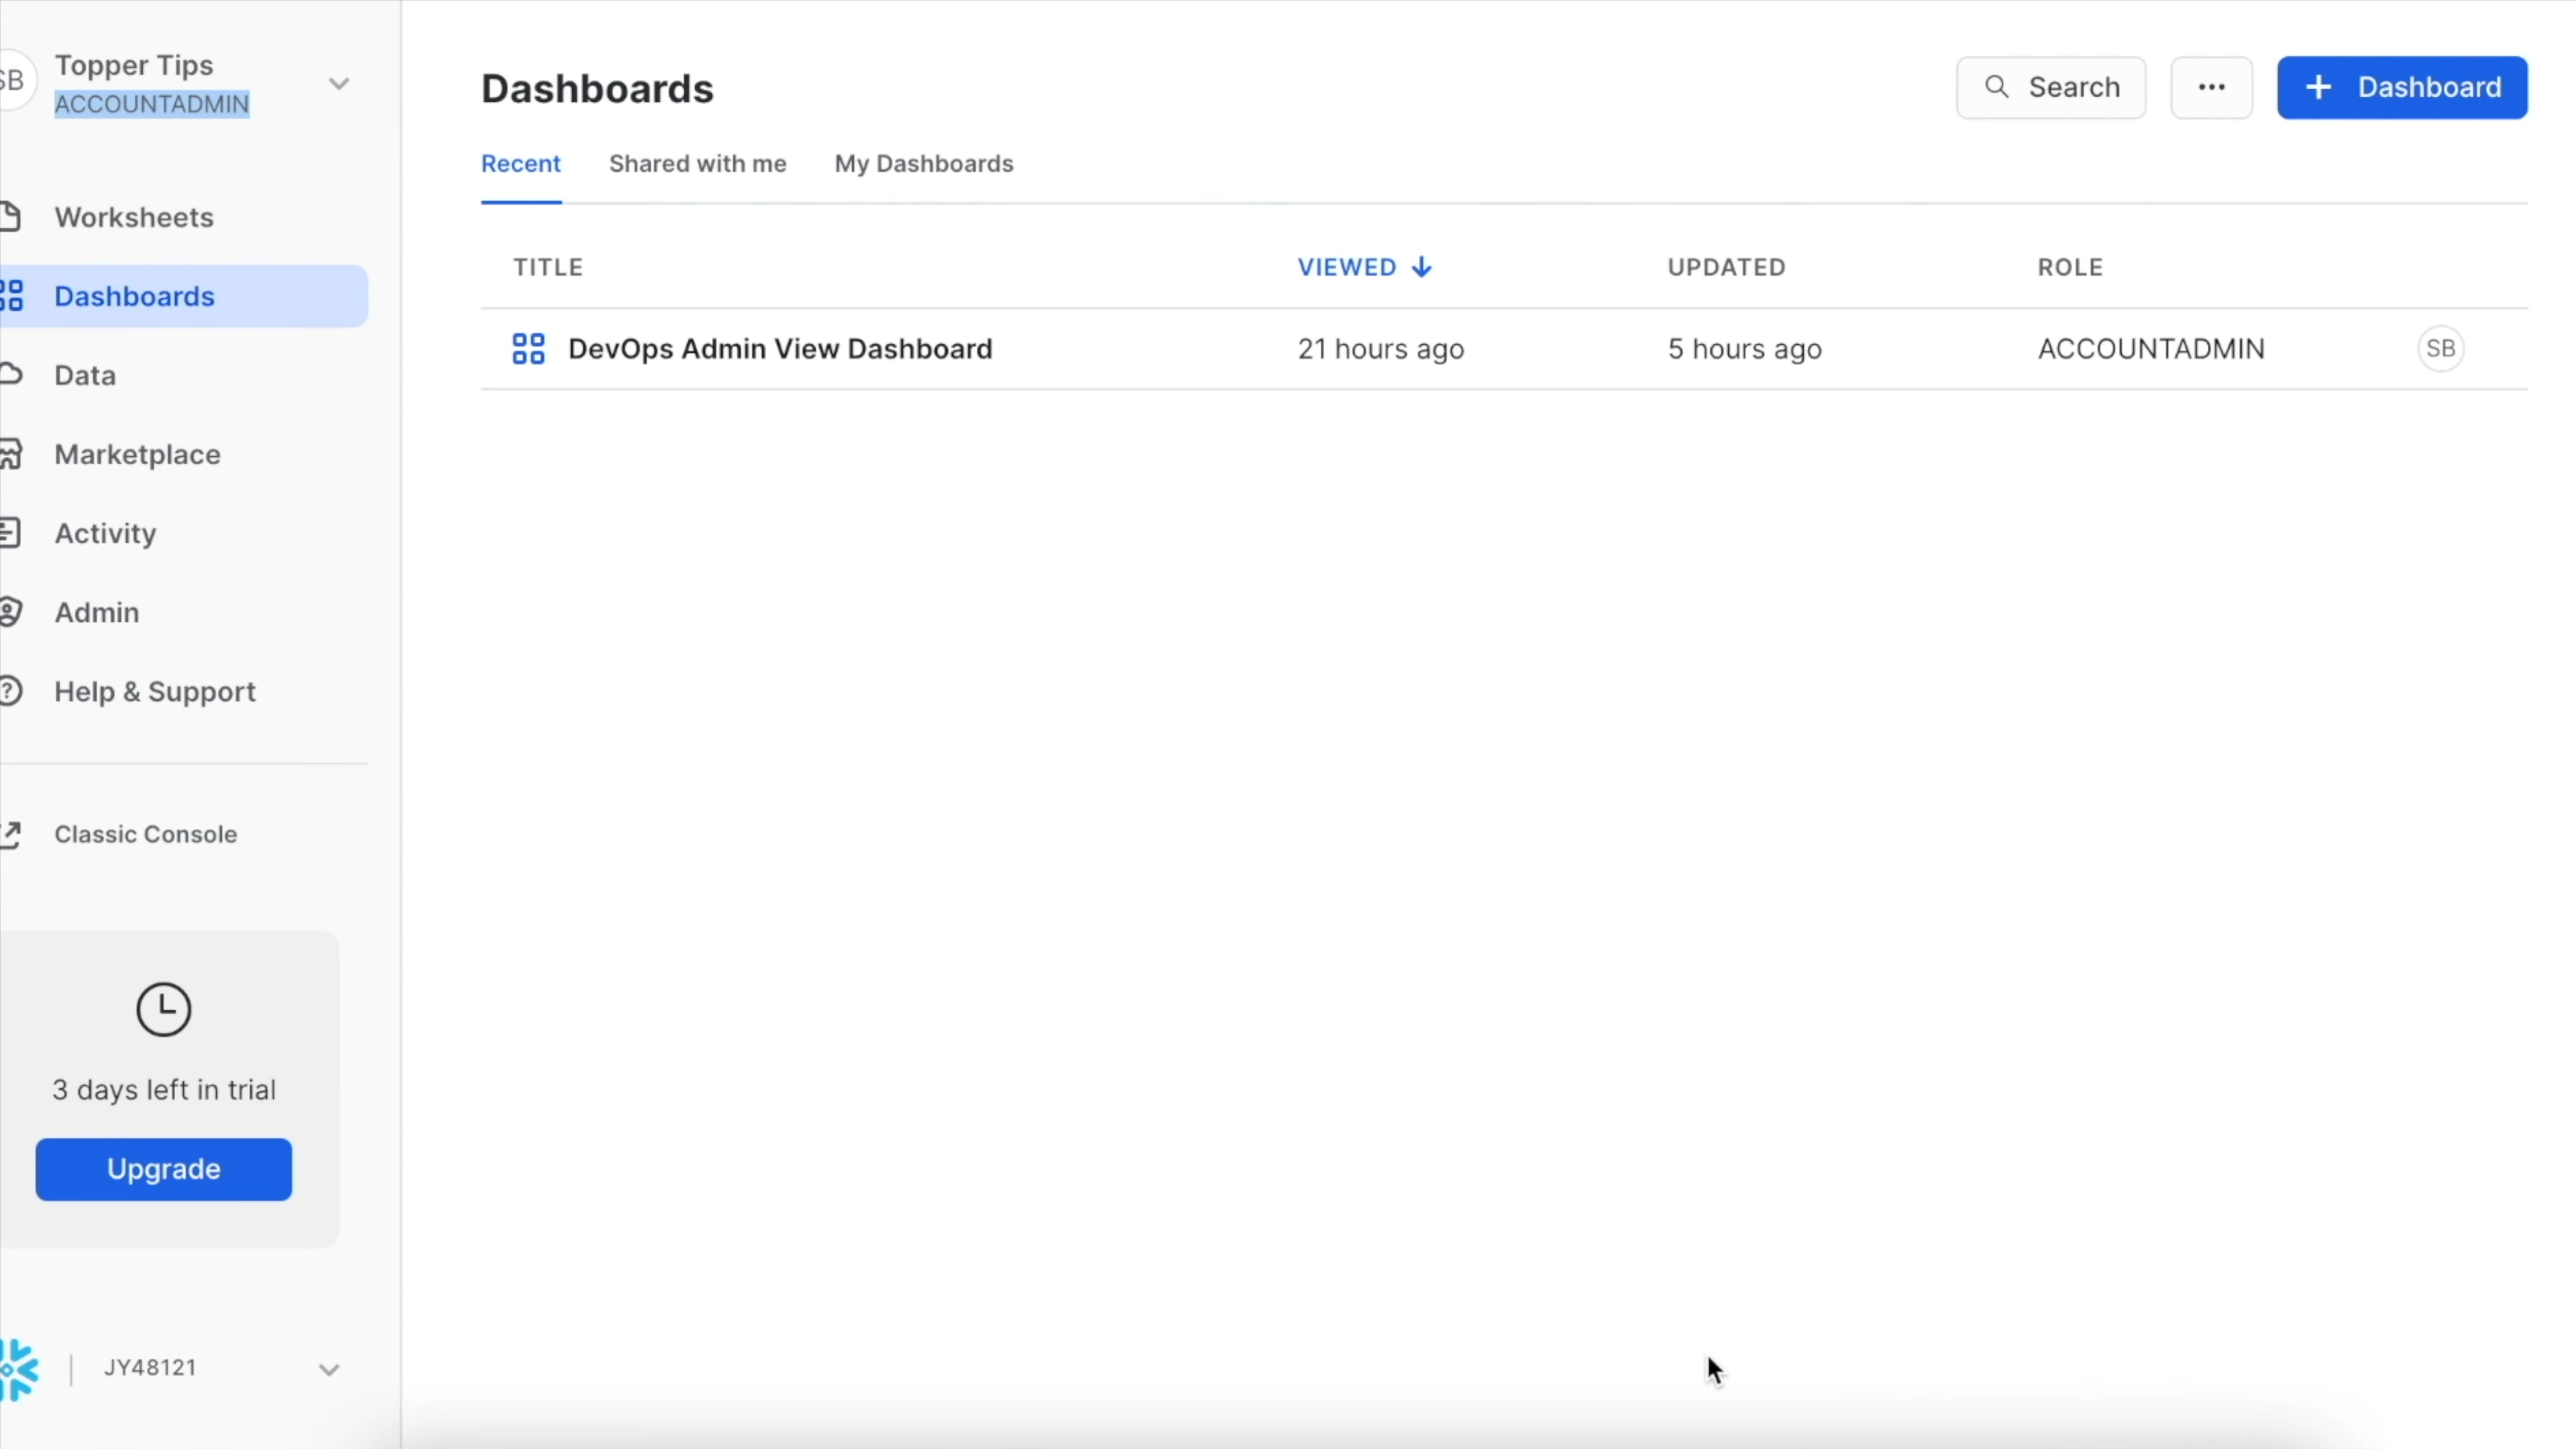 SB
Topper Tips
ACCOUNTADMIN
Worksheets
Dashboards
Data
Marketplace
Activity
Admin
Help & Support
Classic Console
3 days left in trial
Upgrade
JY48121
Dashboards
Search
+ Dashboard
Recent Shared with me My Dashboards
TITLE VIEWED UPDATED ROLE
DevOps Admin View Dashboard 21 hours ago 5 hours ago ACCOUNTADMIN SB